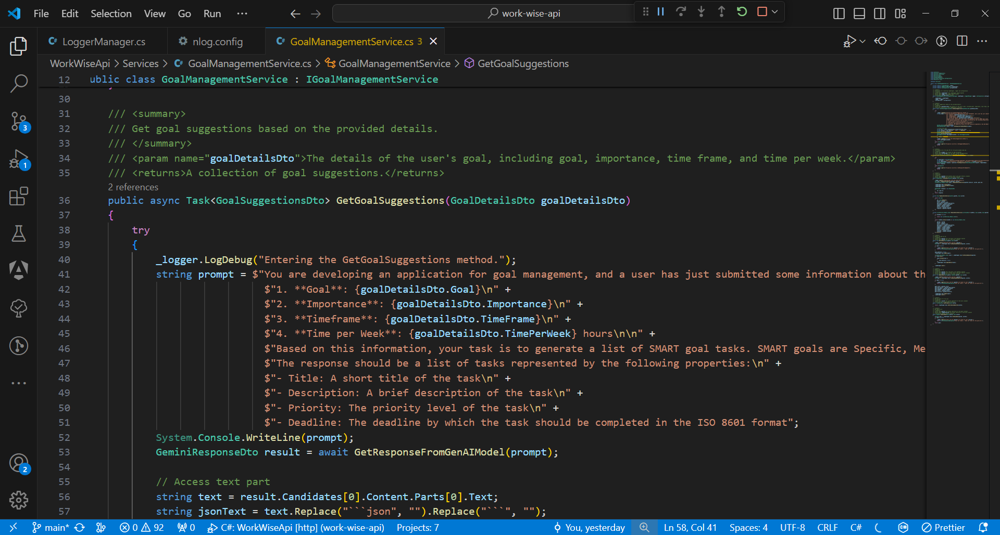 File Edit Selection View Go Run ··· work-wise-api
LoggerManager.cs nlog.config GoalManagementService.cs 3
WorkWiseApi > Services > GoalManagementService.cs > GoalManagementService > GetGoalSuggestions
12 ublic class GoalManagementService : IGoalManagementService
30
31 /// <summary>
32 /// Get goal suggestions based on the provided details.
33 /// </summary>
34 /// <param name="goalDetailsDto">The details of the user's goal, including goal, importance, time frame, and time per week.</param>
35 /// <returns>A collection of goal suggestions.</returns>
2 references
36 public async Task<GoalSuggestionsDto> GetGoalSuggestions(GoalDetailsDto goalDetailsDto)
37 {
38 try
39 {
40 _logger.LogDebug("Entering the GetGoalSuggestions method.");
41 string prompt = $"You are developing an application for goal management, and a user has just submitted some information about th
42 $"1. **Goal**: {goalDetailsDto.Goal}\n" +
43 $"2. **Importance**: {goalDetailsDto.Importance}\n" +
44 $"3. **Timeframe**: {goalDetailsDto.TimeFrame}\n" +
45 $"4. **Time per Week**: {goalDetailsDto.TimePerWeek} hours\n\n" +
46 $"Based on this information, your task is to generate a list of SMART goal tasks. SMART goals are Specific, Me
47 $"The response should be a list of tasks represented by the following properties:\n" +
48 $"- Title: A short title of the task\n" +
49 $"- Description: A brief description of the task\n" +
50 $"- Priority: The priority level of the task\n" +
51 $"- Deadline: The deadline by which the task should be completed in the ISO 8601 format";
52 System.Console.WriteLine(prompt);
53 GeminiResponseDto result = await GetResponseFromGenAIModel(prompt);
54
55 // Access text part
56 string text = result.Candidates[0].Content.Parts[0].Text;
57 string jsonText = text.Replace("```json", "").Replace("```", "");
3
1
2
main* 0 92 0 C#: WorkWiseApi [http] (work-wise-api) Projects: 7 You, yesterday Ln 58, Col 41 Spaces: 4 UTF-8 CRLF C# Prettier